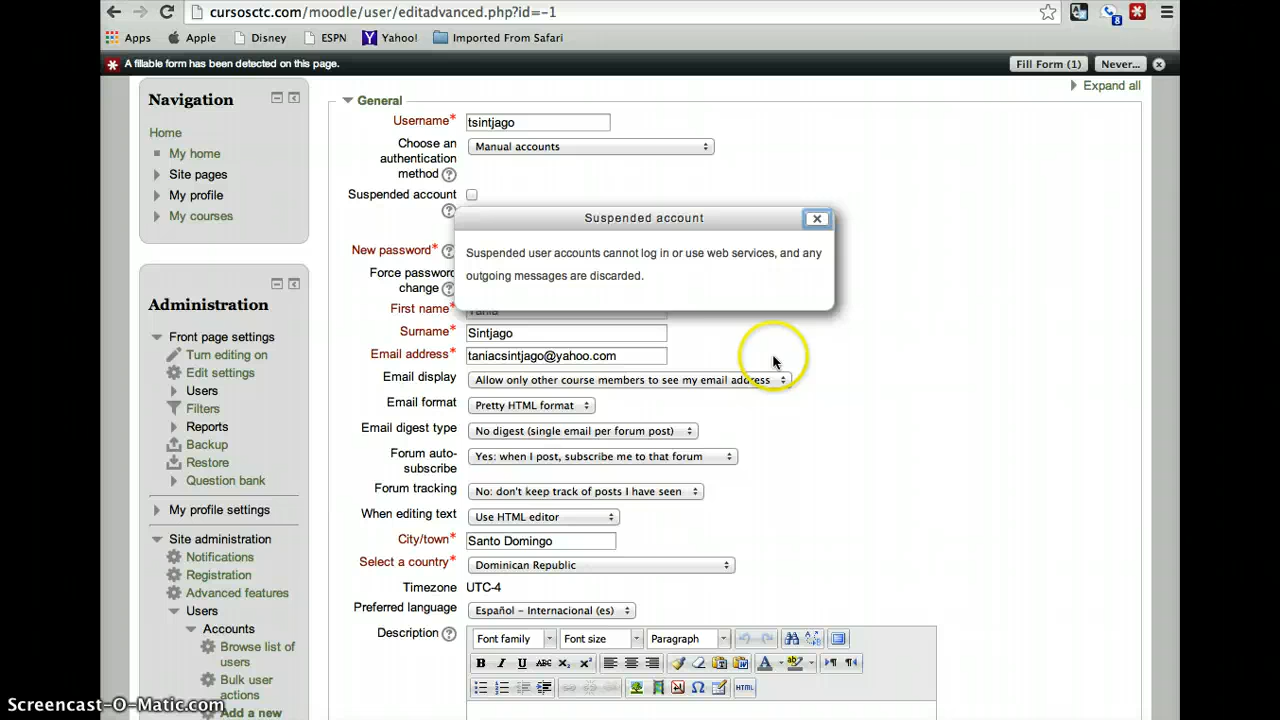 cursosctc.com/moodle/user/editadvanced.php?id=-1
8
Apps Apple Disney ESPN Yahoo! Imported From Safari
A fillable form has been detected on this page. Fill Form (1) Never...
Navigation
Home
My home
Site pages
My profile
My courses
Administration
Front page settings
Turn editing on
Edit settings
Users
Filters
Reports
Backup
Restore
Question bank
My profile settings
Site administration
Notifications
Registration
Advanced features
Users
Accounts
Browse list of
users
Bulk user
actions
Add a new
Expand all
General
Username* tsintjago
Choose an
authentication
method
Manual accounts
Suspended account
Suspended account
Suspended user accounts cannot log in or use web services, and any
outgoing messages are discarded.
New password*
Force password
change
First name* Tania
Surname* Sintjago
Email address* taniacsintjago@yahoo.com
Email display Allow only other course members to see my email address
Email format Pretty HTML format
Email digest type No digest (single email per forum post)
Forum auto-
subscribe
Yes: when I post, subscribe me to that forum
Forum tracking No: don't keep track of posts I have seen
When editing text Use HTML editor
City/town* Santo Domingo
Select a country* Dominican Republic
Timezone UTC-4
Preferred language Español - Internacional (es)
Description Font family Font size Paragraph
B I U ABC X₂ X²
HTML
Screencast-O-Matic.com